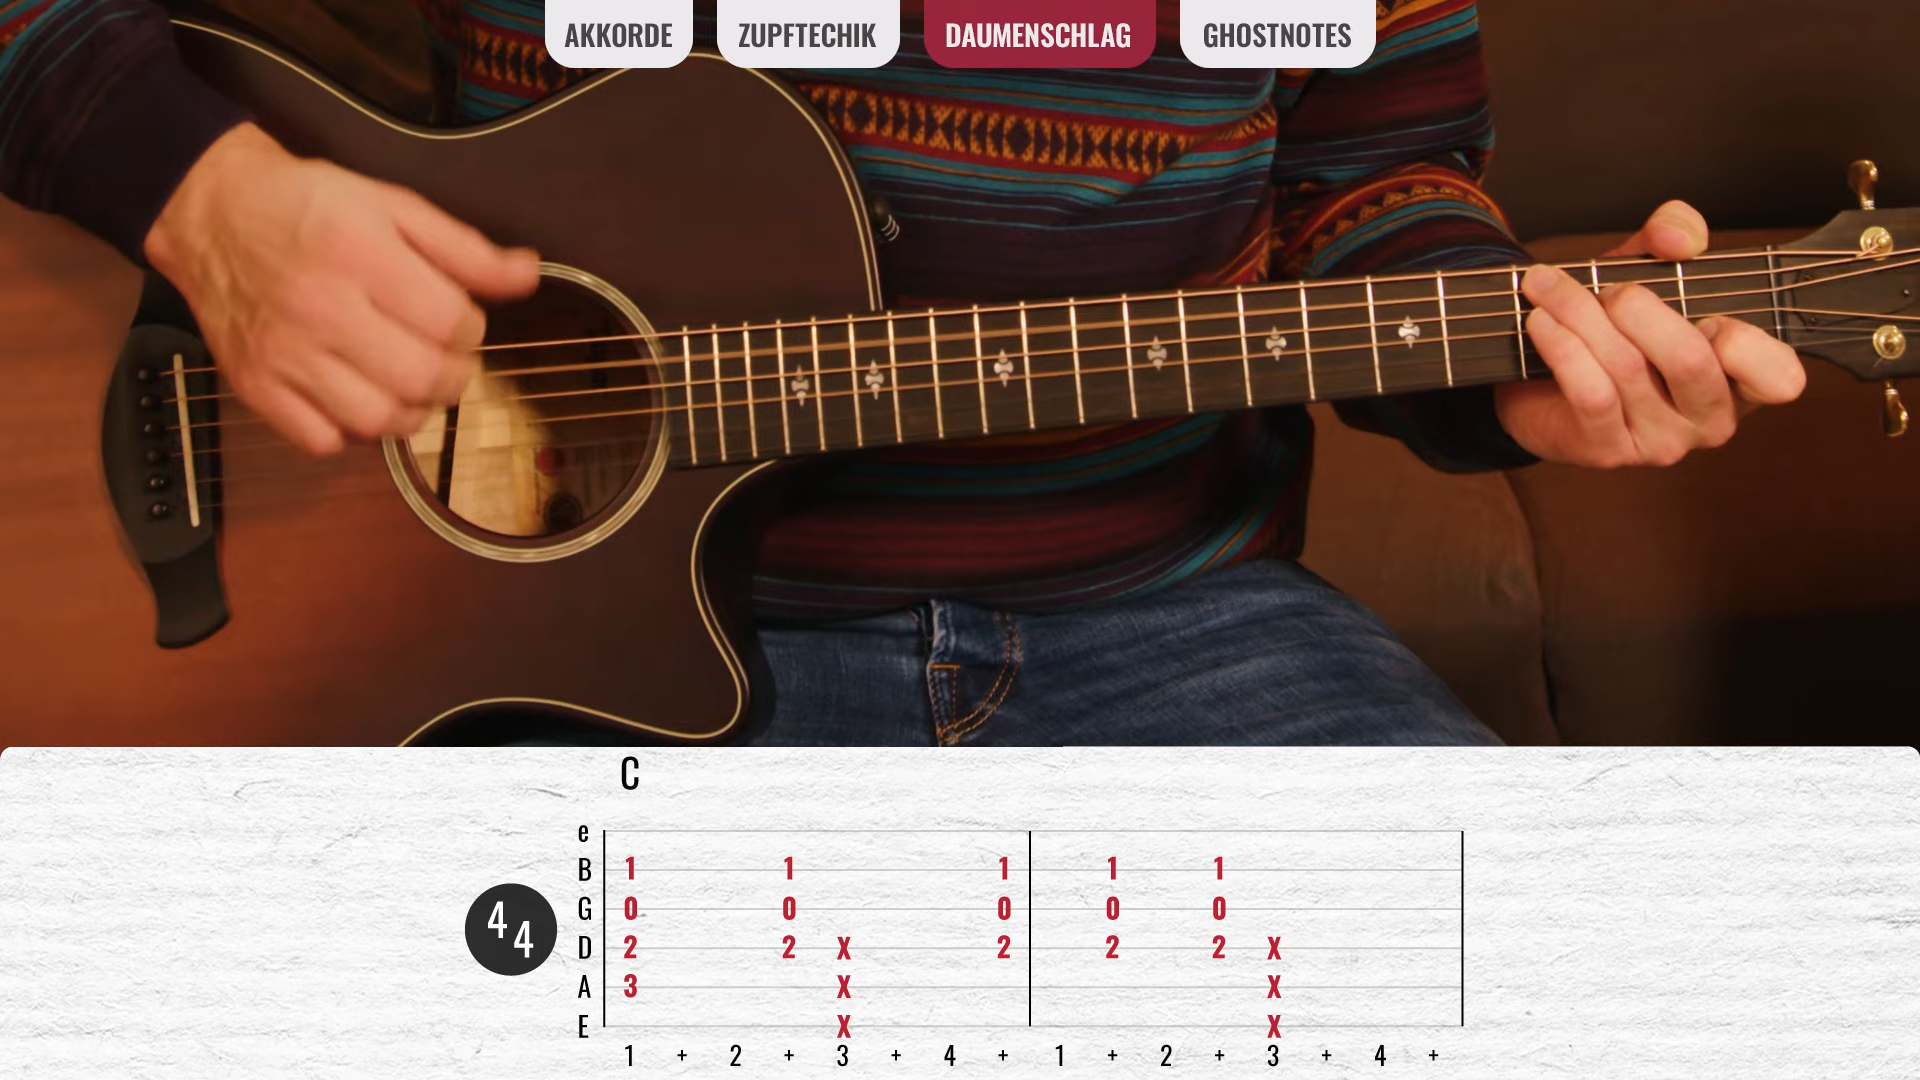 AKKORDE ZUPFTECHIK DAUMENSCHLAG GHOSTNOTES
C
e
B 1 1 1 1 1
G 0 0 0 0 0
4 4
D 2 2 X 2 2 2 X
A 3 X X
E X X
1 + 2 + 3 + 4 + 1 + 2 + 3 + 4 +